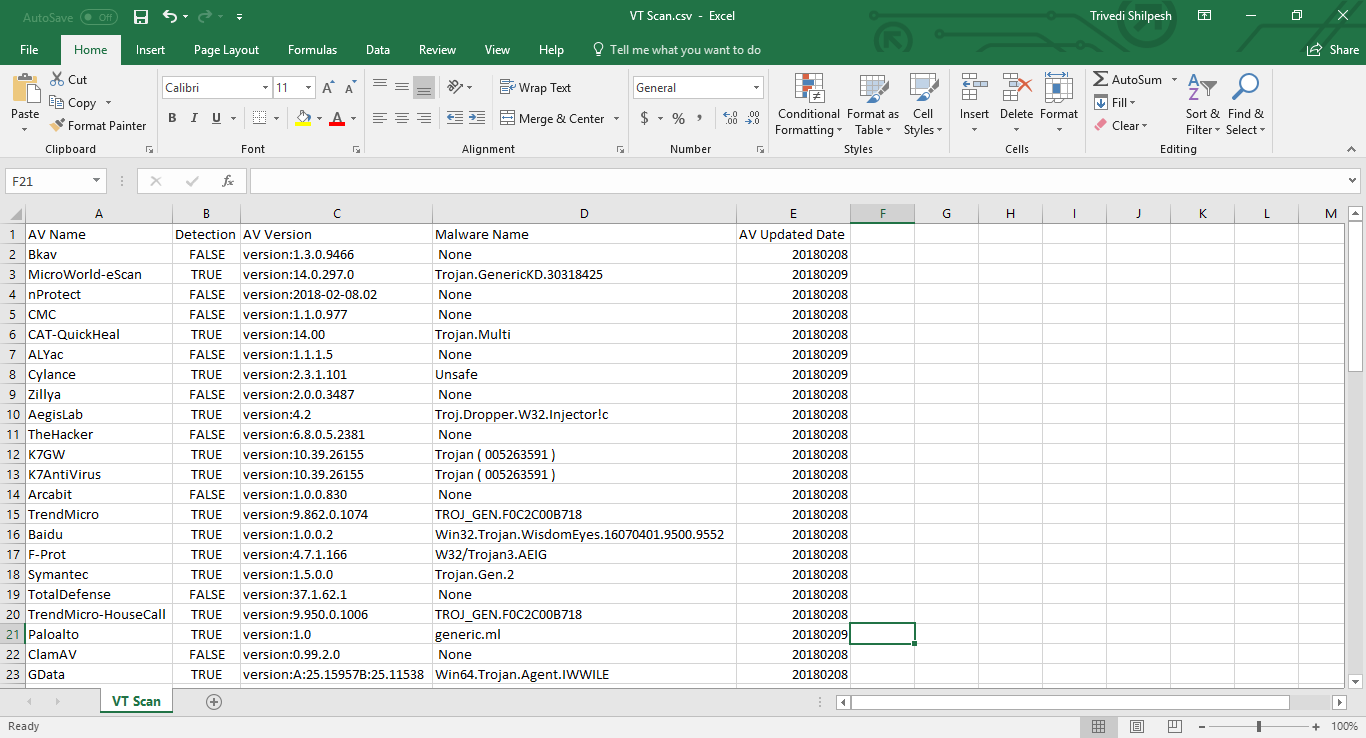 AutoSave Off
VT Scan.csv - Excel
Trivedi Shilpesh
File Home Insert Page Layout Formulas Data Review View Help Tell me what you want to do Share
Paste
Cut
Copy
Format Painter
Clipboard
Calibri 11
B I U
A A
A
Font
Wrap Text
Merge & Center
Alignment
General
$ % ,
Number
Conditional Formatting
Format as Table
Cell Styles
Styles
Insert Delete Format
Cells
AutoSum
Fill
Clear
Sort & Filter
Find & Select
Editing
F21 fx
A B C D E F G H I J K L M
1 AV Name Detection AV Version Malware Name AV Updated Date
2 Bkav FALSE version:1.3.0.9466 None 20180208
3 MicroWorld-eScan TRUE version:14.0.297.0 Trojan.GenericKD.30318425 20180209
4 nProtect FALSE version:2018-02-08.02 None 20180208
5 CMC FALSE version:1.1.0.977 None 20180208
6 CAT-QuickHeal TRUE version:14.00 Trojan.Multi 20180208
7 ALYac FALSE version:1.1.1.5 None 20180209
8 Cylance TRUE version:2.3.1.101 Unsafe 20180209
9 Zillya FALSE version:2.0.0.3487 None 20180208
10 AegisLab TRUE version:4.2 Troj.Dropper.W32.Injector!c 20180208
11 TheHacker FALSE version:6.8.0.5.2381 None 20180208
12 K7GW TRUE version:10.39.26155 Trojan ( 005263591 ) 20180208
13 K7AntiVirus TRUE version:10.39.26155 Trojan ( 005263591 ) 20180208
14 Arcabit FALSE version:1.0.0.830 None 20180208
15 TrendMicro TRUE version:9.862.0.1074 TROJ_GEN.F0C2C00B718 20180208
16 Baidu TRUE version:1.0.0.2 Win32.Trojan.WisdomEyes.16070401.9500.9552 20180208
17 F-Prot TRUE version:4.7.1.166 W32/Trojan3.AEIG 20180208
18 Symantec TRUE version:1.5.0.0 Trojan.Gen.2 20180208
19 TotalDefense FALSE version:37.1.62.1 None 20180208
20 TrendMicro-HouseCall TRUE version:9.950.0.1006 TROJ_GEN.F0C2C00B718 20180208
21 Paloalto TRUE version:1.0 generic.ml 20180209
22 ClamAV FALSE version:0.99.2.0 None 20180208
23 GData TRUE version:A:25.15957B:25.11538 Win64.Trojan.Agent.IWWILE 20180208
VT Scan
Ready
100%